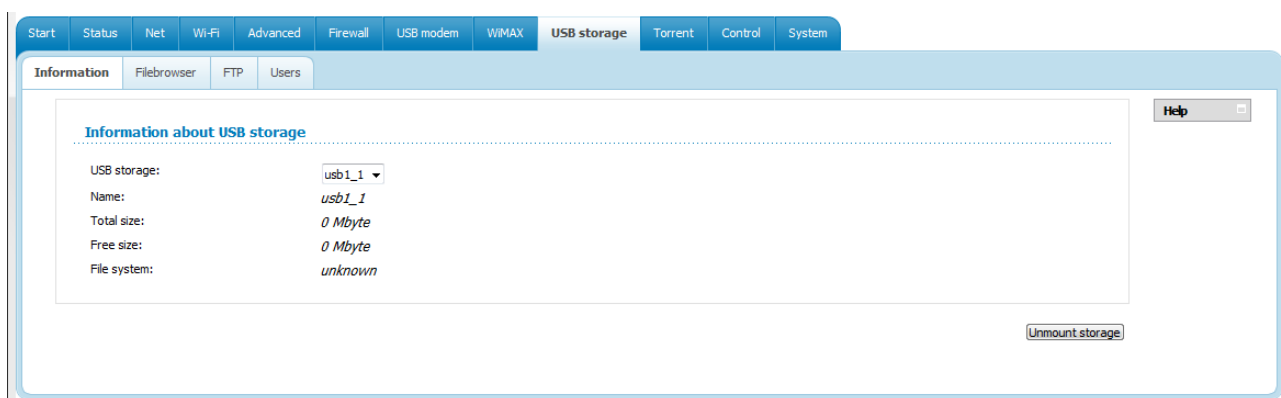 Start Status Net Wi-Fi Advanced Firewall USB modem WiMAX USB storage Torrent Control System
Information Filebrowser FTP Users
Help
Information about USB storage
USB storage: usb1_1
Name: usb1_1
Total size: 0 Mbyte
Free size: 0 Mbyte
File system: unknown
Unmount storage